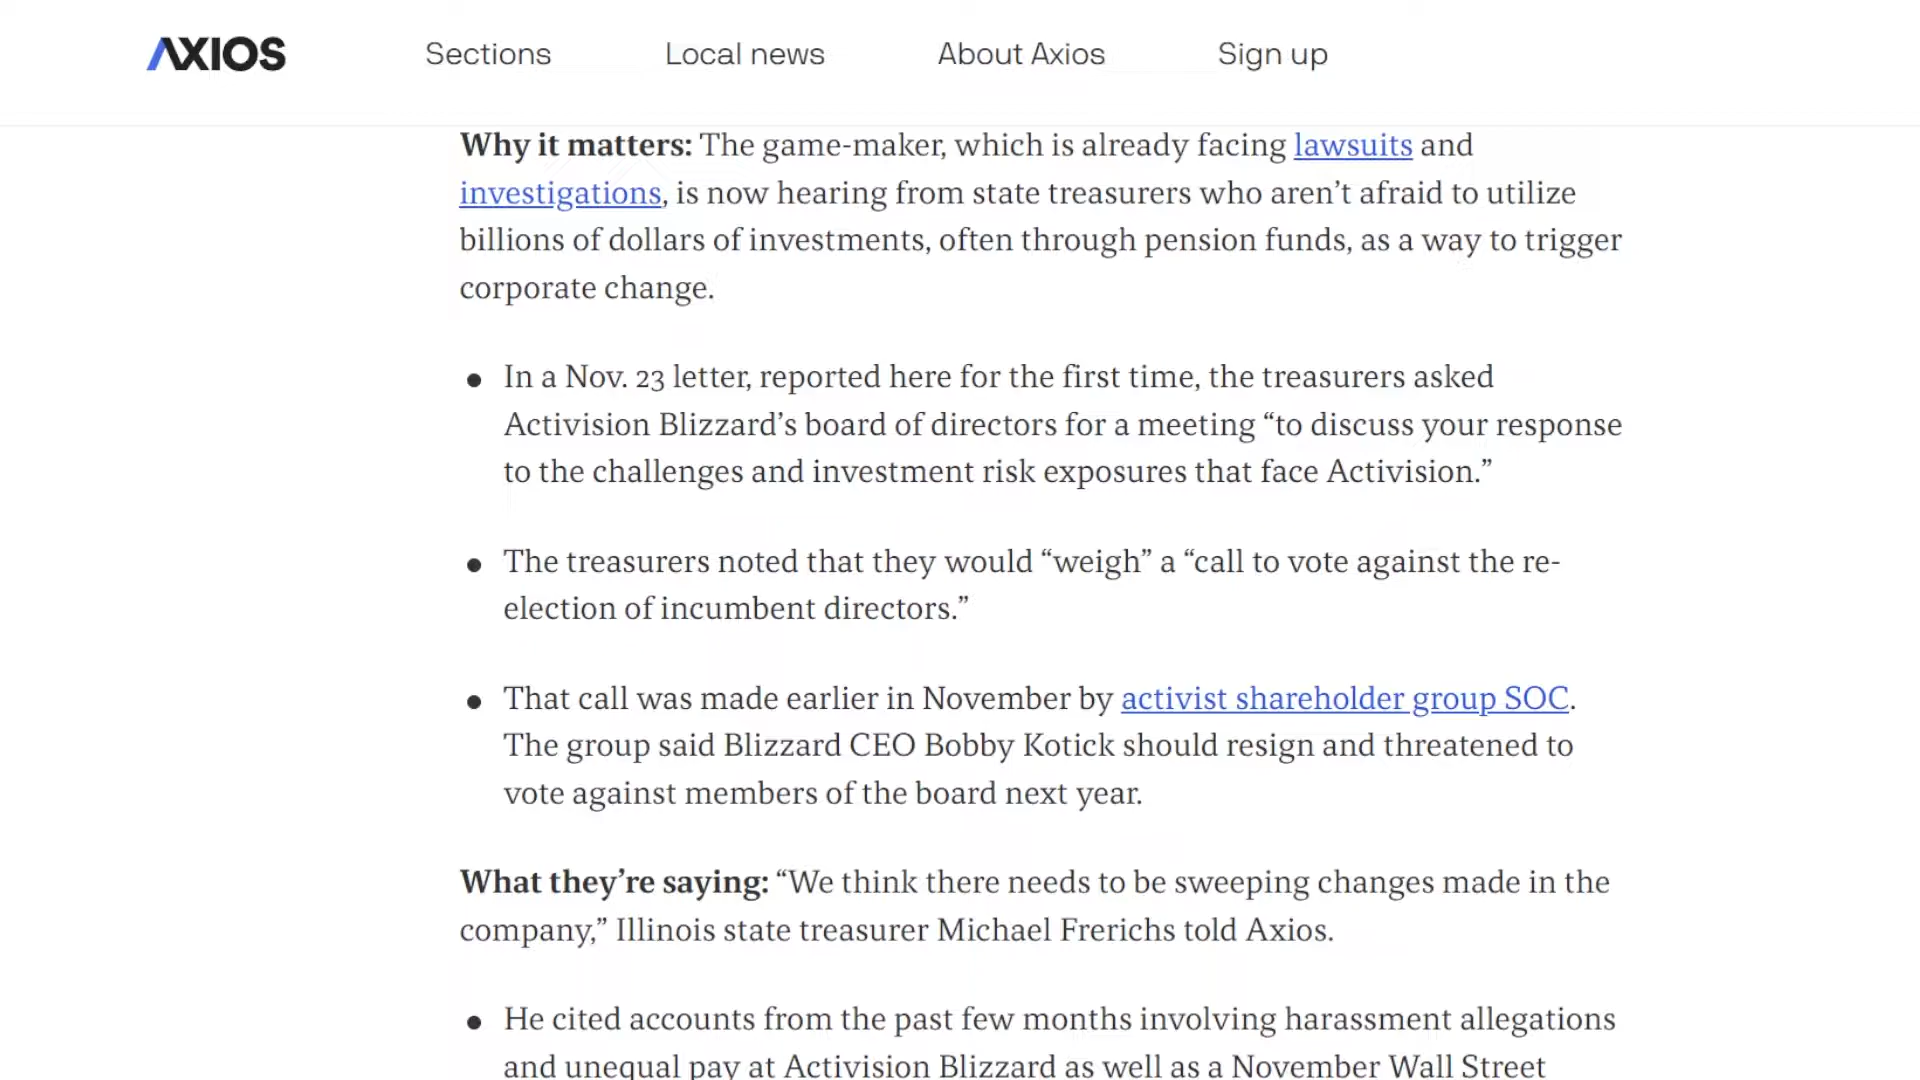 AXIOS Sections Local news About Axios Sign up
Why it matters: The game-maker, which is already facing lawsuits and
investigations, is now hearing from state treasurers who aren’t afraid to utilize
billions of dollars of investments, often through pension funds, as a way to trigger
corporate change.
● In a Nov. 23 letter, reported here for the first time, the treasurers asked
Activision Blizzard’s board of directors for a meeting “to discuss your response
to the challenges and investment risk exposures that face Activision.”
● The treasurers noted that they would “weigh” a “call to vote against the re-
election of incumbent directors.”
● That call was made earlier in November by activist shareholder group SOC.
The group said Blizzard CEO Bobby Kotick should resign and threatened to
vote against members of the board next year.
What they’re saying: “We think there needs to be sweeping changes made in the
company,” Illinois state treasurer Michael Frerichs told Axios.
● He cited accounts from the past few months involving harassment allegations
and unequal pay at Activision Blizzard as well as a November Wall Street